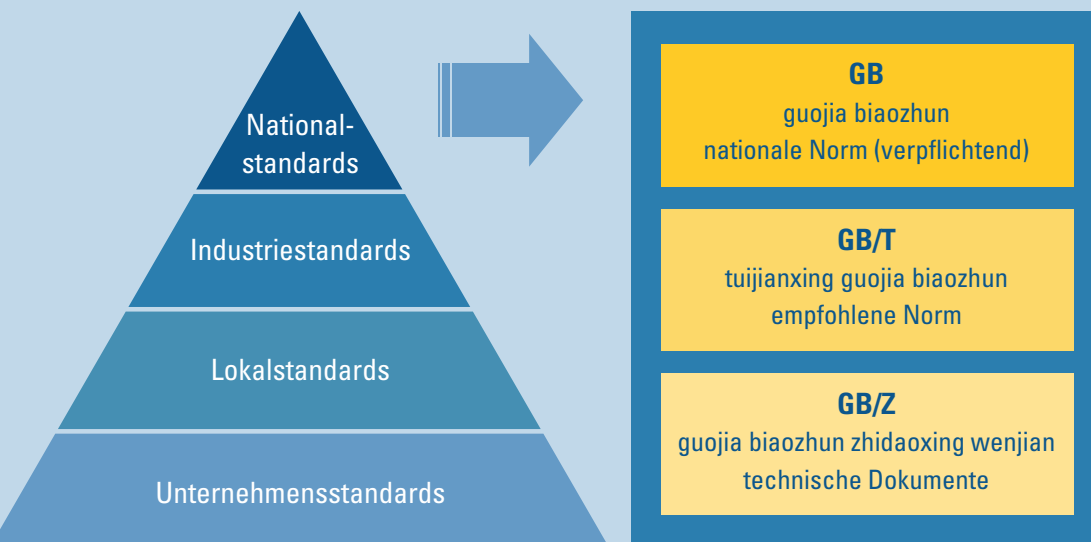 National-
standards
Industriestandards
Lokalstandards
Unternehmensstandards
GB
guojia biaozhun
nationale Norm (verpflichtend)
GB/T
tuijianxing guojia biaozhun
empfohlene Norm
GB/Z
guojia biaozhun zhidaoxing wenjian
technische Dokumente